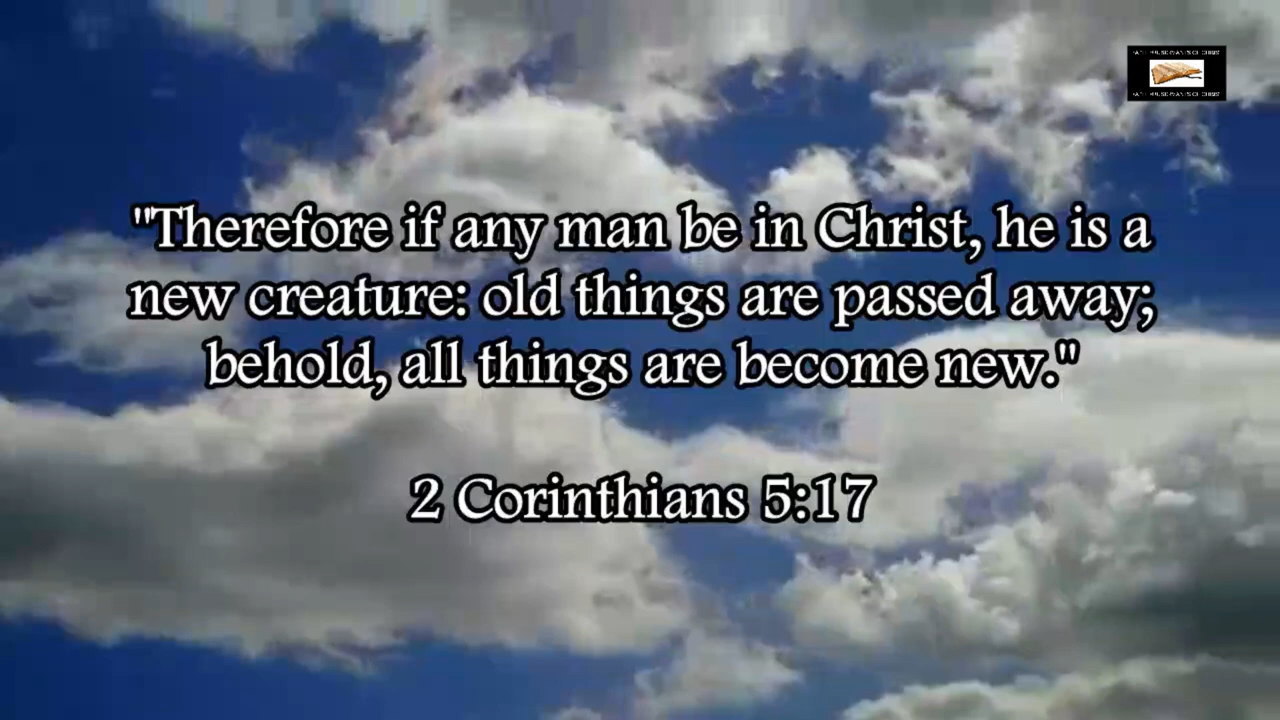 "Therefore if any man be in Christ, he is a
new creature: old things are passed away;
behold, all things are become new."
2 Corinthians 5:17